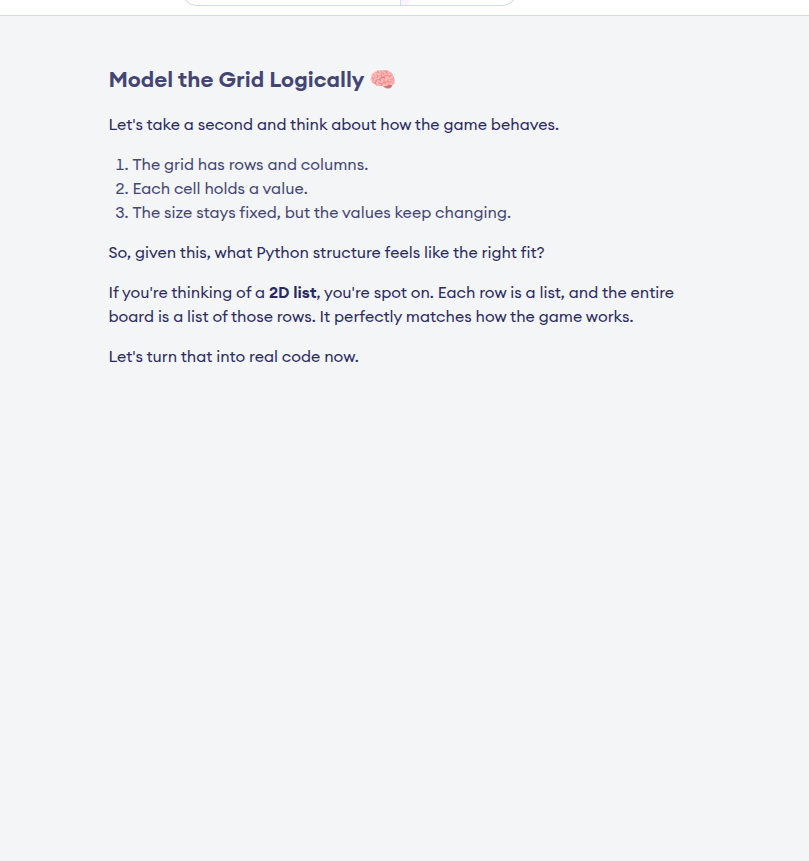 Model the Grid Logically 🧠
Let's take a second and think about how the game behaves.
1. The grid has rows and columns.
2. Each cell holds a value.
3. The size stays fixed, but the values keep changing.
So, given this, what Python structure feels like the right fit?
If you're thinking of a 2D list, you're spot on. Each row is a list, and the entire
board is a list of those rows. It perfectly matches how the game works.
Let's turn that into real code now.